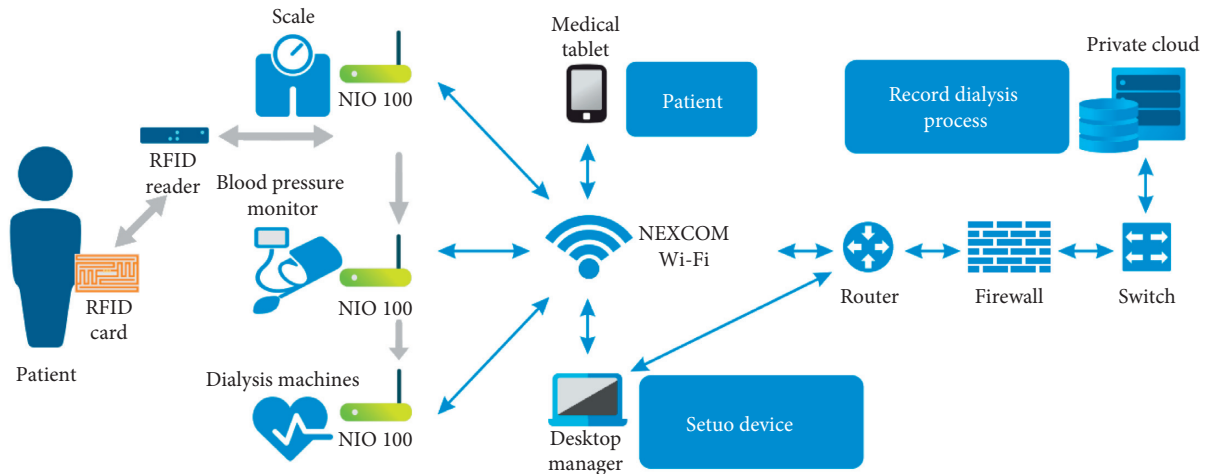 Scale
NIO 100
RFID
reader
Patient
RFID
card
Blood pressure
monitor
NIO 100
Dialysis machines
NIO 100
Medical
tablet
Patient
NEXCOM
Wi-Fi
Desktop
manager
Setuo device
Record dialysis
process
Private cloud
Router
Firewall
Switch